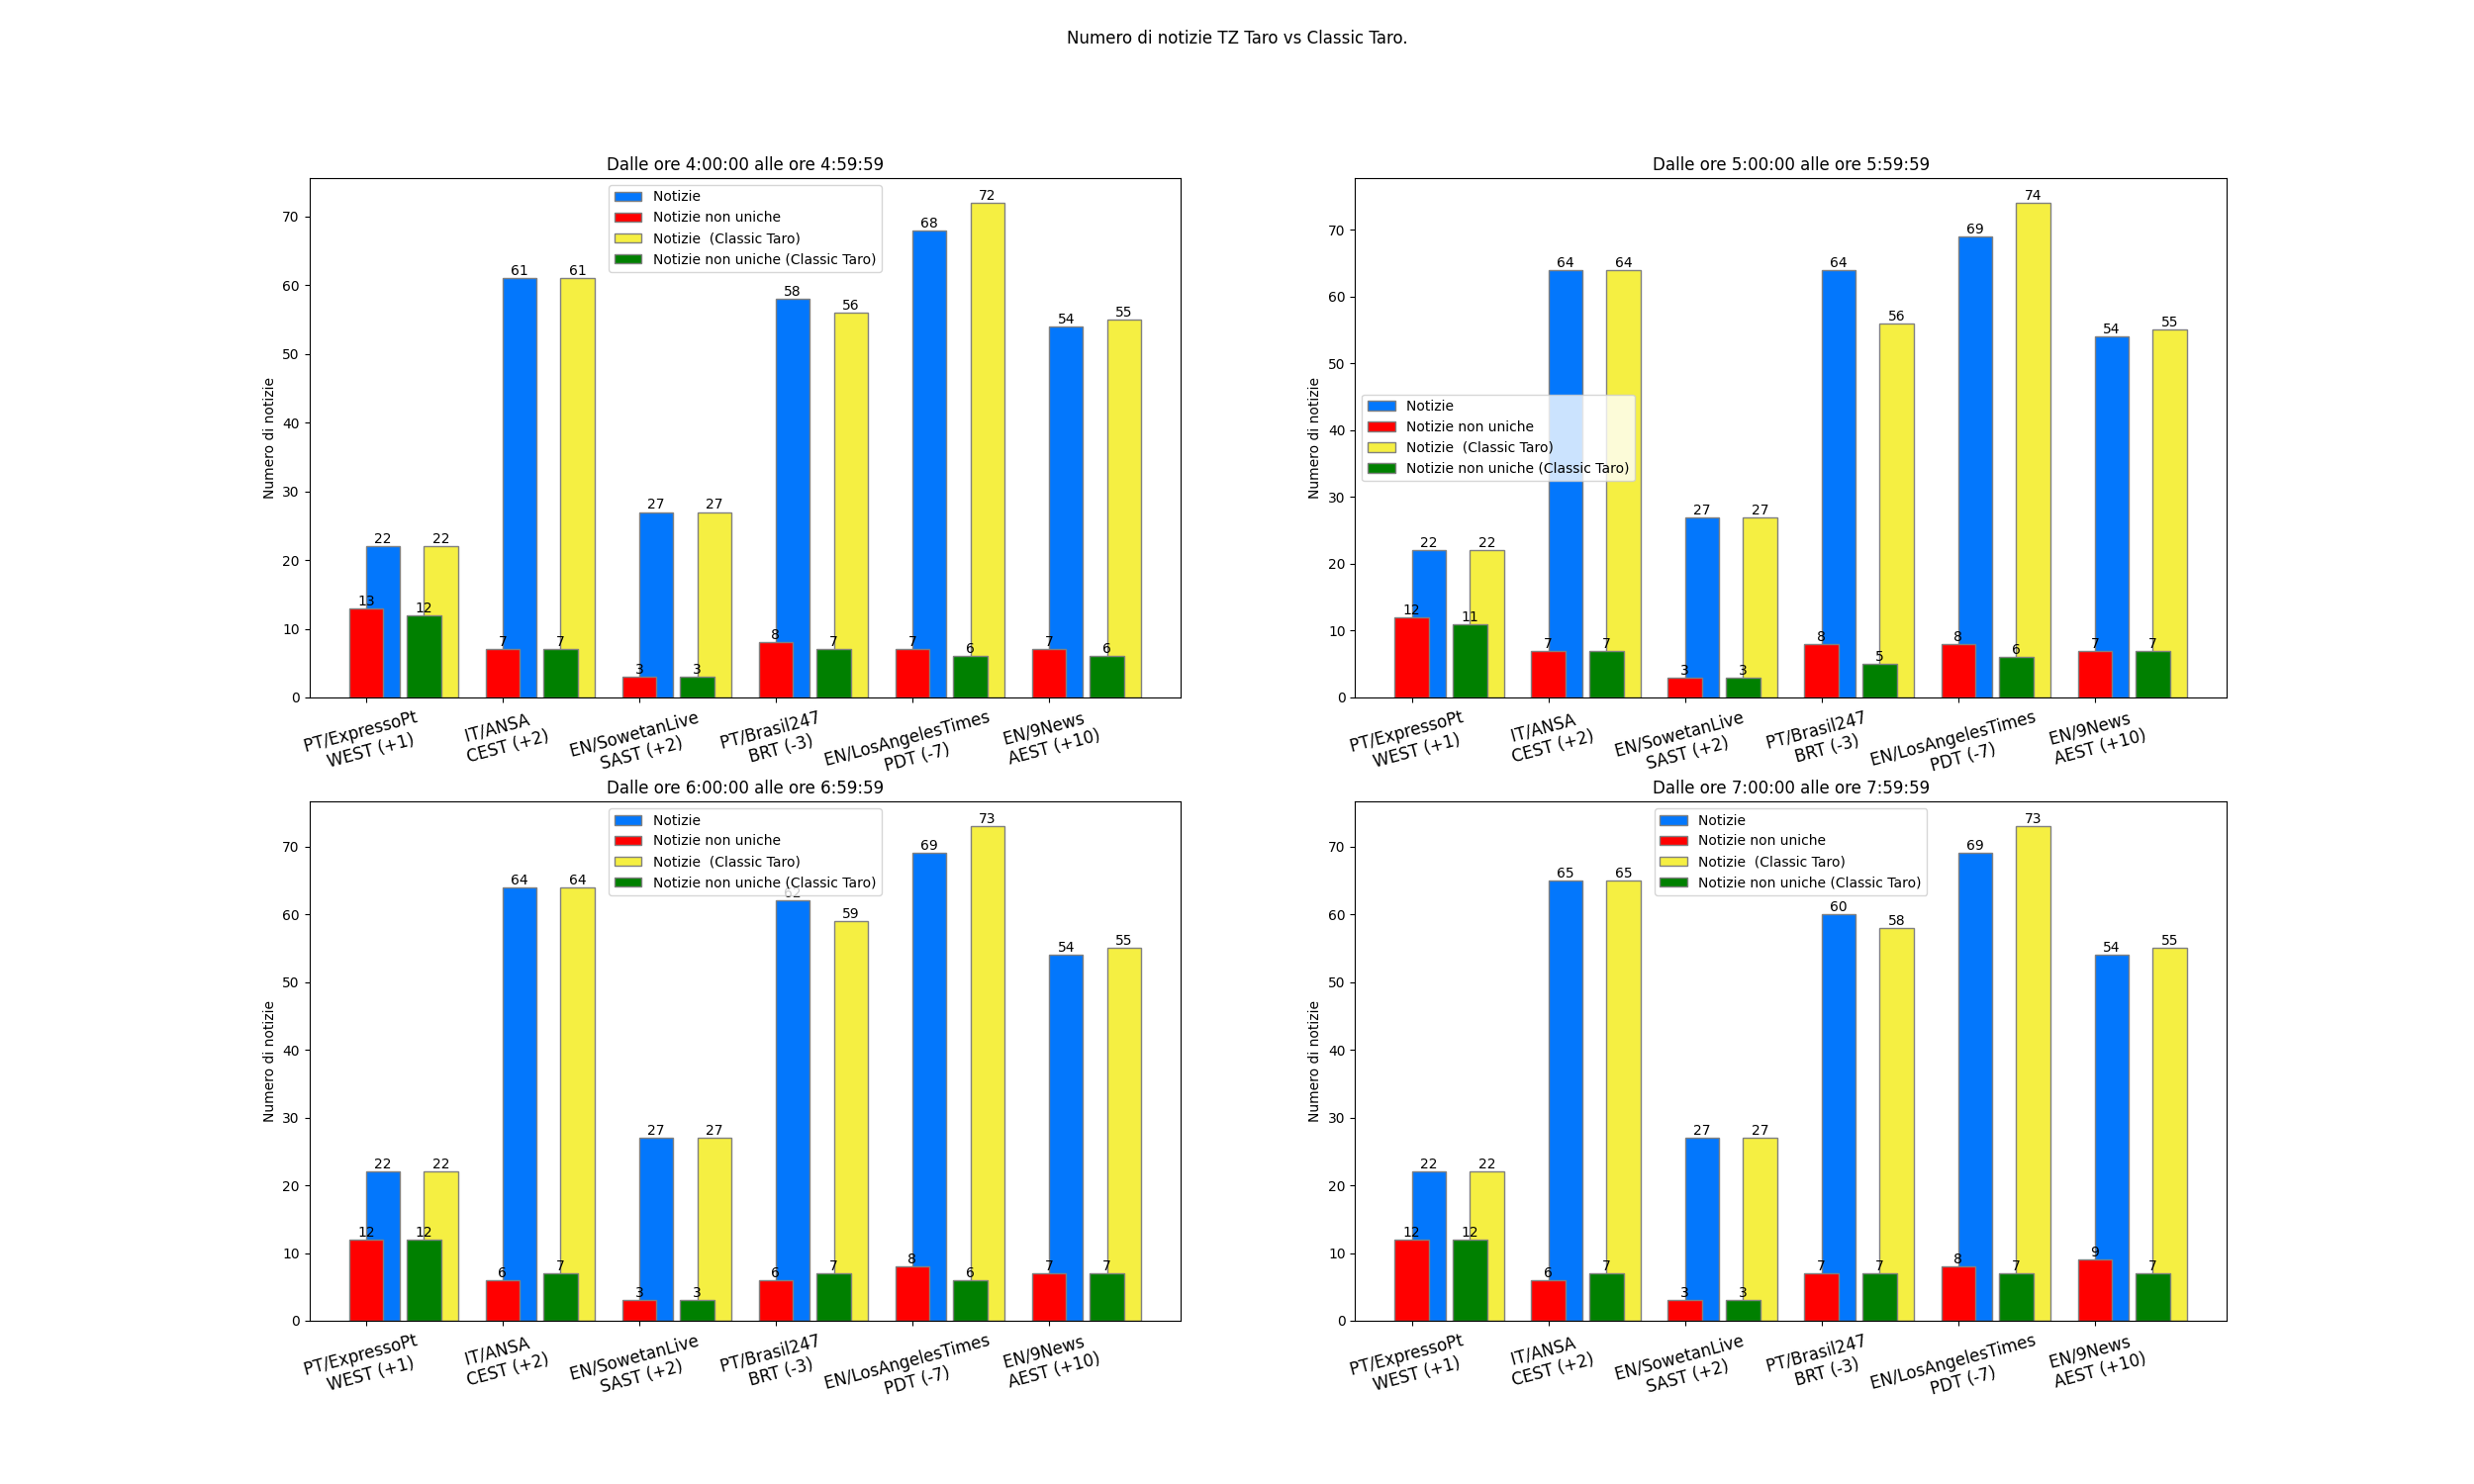 Numero di notizie TZ Taro vs Classic Taro.
Dalle ore 4:00:00 alle ore 4:59:59
Numero di notizie
70
60
50
40
30
20
10
0
Notizie
Notizie non uniche
Notizie  (Classic Taro)
Notizie non uniche (Classic Taro)
22 22 61 61 27 27 58 56 68 72 54 55
13 12 7 7 3 3 8 7 7 6 7 6
PT/ExpressoPt
WEST (+1)
IT/ANSA
CEST (+2)
EN/SowetanLive
SAST (+2)
PT/Brasil247
BRT (-3)
EN/LosAngelesTimes
PDT (-7)
EN/9News
AEST (+10)
Dalle ore 5:00:00 alle ore 5:59:59
Numero di notizie
70
60
50
40
30
20
10
0
Notizie
Notizie non uniche
Notizie  (Classic Taro)
Notizie non uniche (Classic Taro)
22 22 64 64 27 27 64 56 69 74 54 55
12 11 7 7 3 3 8 5 8 6 7 7
PT/ExpressoPt
WEST (+1)
IT/ANSA
CEST (+2)
EN/SowetanLive
SAST (+2)
PT/Brasil247
BRT (-3)
EN/LosAngelesTimes
PDT (-7)
EN/9News
AEST (+10)
Dalle ore 6:00:00 alle ore 6:59:59
Numero di notizie
70
60
50
40
30
20
10
0
Notizie
Notizie non uniche
Notizie  (Classic Taro)
Notizie non uniche (Classic Taro)
22 22 64 64 27 27 62 59 69 73 54 55
12 12 6 7 3 3 6 7 8 6 7 7
PT/ExpressoPt
WEST (+1)
IT/ANSA
CEST (+2)
EN/SowetanLive
SAST (+2)
PT/Brasil247
BRT (-3)
EN/LosAngelesTimes
PDT (-7)
EN/9News
AEST (+10)
Dalle ore 7:00:00 alle ore 7:59:59
Numero di notizie
70
60
50
40
30
20
10
0
Notizie
Notizie non uniche
Notizie  (Classic Taro)
Notizie non uniche (Classic Taro)
22 22 65 65 27 27 60 58 69 73 54 55
12 12 6 7 3 3 7 7 8 7 9 7
PT/ExpressoPt
WEST (+1)
IT/ANSA
CEST (+2)
EN/SowetanLive
SAST (+2)
PT/Brasil247
BRT (-3)
EN/LosAngelesTimes
PDT (-7)
EN/9News
AEST (+10)